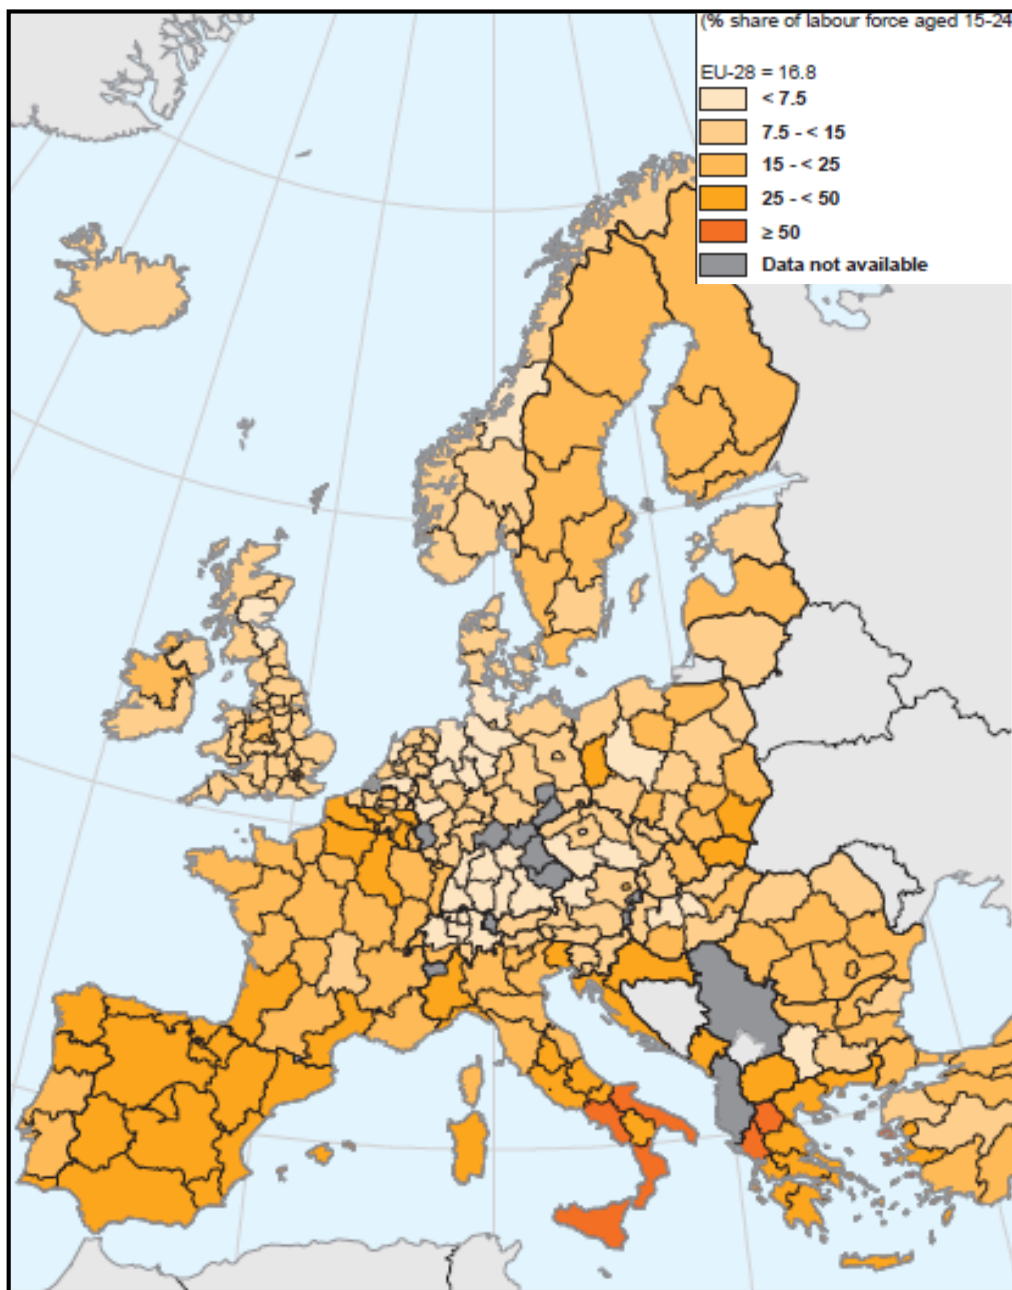 (% share of labour force aged 15-24
EU-28 = 16.8
< 7.5
7.5 - < 15
15 - < 25
25 - < 50
≥ 50
Data not available